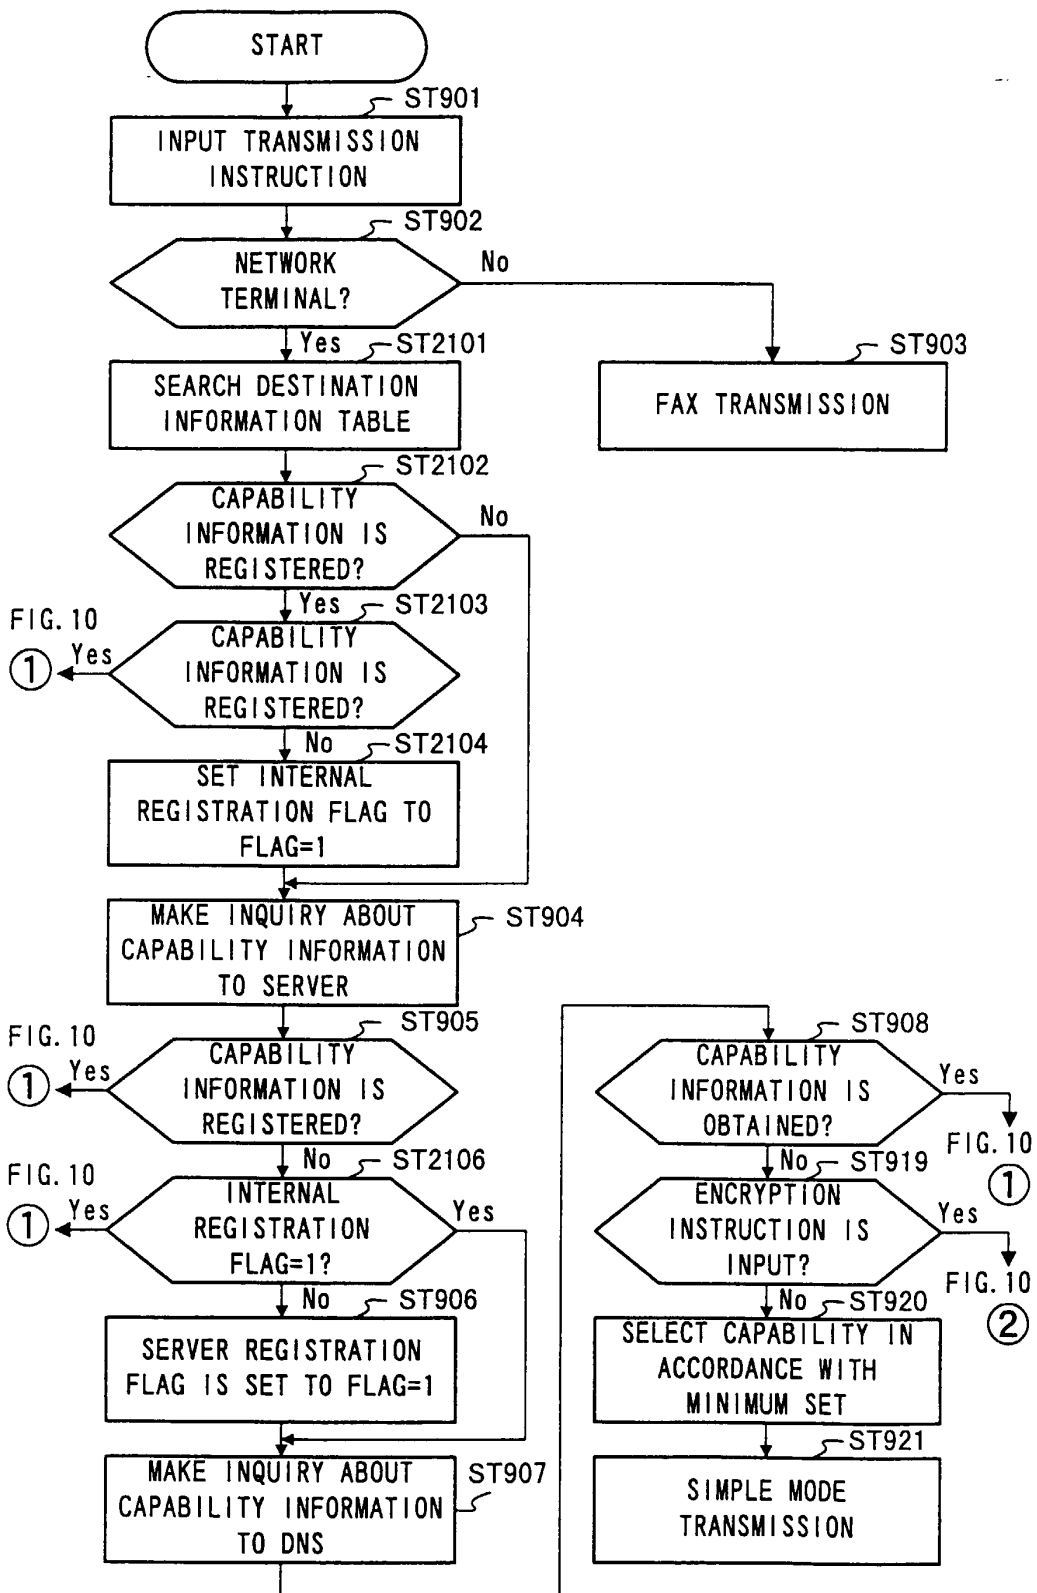 START
ST901
INPUT TRANSMISSION
INSTRUCTION
ST902
NETWORK
TERMINAL?
No
Yes
ST2101
SEARCH DESTINATION
INFORMATION TABLE
ST903
FAX TRANSMISSION
ST2102
CAPABILITY
INFORMATION IS
REGISTERED?
No
Yes
ST2103
FIG. 10
1
Yes
CAPABILITY
INFORMATION IS
REGISTERED?
No
ST2104
SET INTERNAL
REGISTRATION FLAG TO
FLAG=1
MAKE INQUIRY ABOUT
CAPABILITY INFORMATION
TO SERVER
ST904
ST905
FIG. 10
1
Yes
CAPABILITY
INFORMATION IS
REGISTERED?
No
ST2106
FIG. 10
1
Yes
INTERNAL
REGISTRATION
FLAG=1?
Yes
No
ST906
SERVER REGISTRATION
FLAG IS SET TO FLAG=1
MAKE INQUIRY ABOUT
CAPABILITY INFORMATION
TO DNS
ST907
ST908
CAPABILITY
INFORMATION IS
OBTAINED?
Yes
FIG. 10
1
No
ST919
ENCRYPTION
INSTRUCTION IS
INPUT?
Yes
FIG. 10
2
No
ST920
SELECT CAPABILITY IN
ACCORDANCE WITH
MINIMUM SET
ST921
SIMPLE MODE
TRANSMISSION